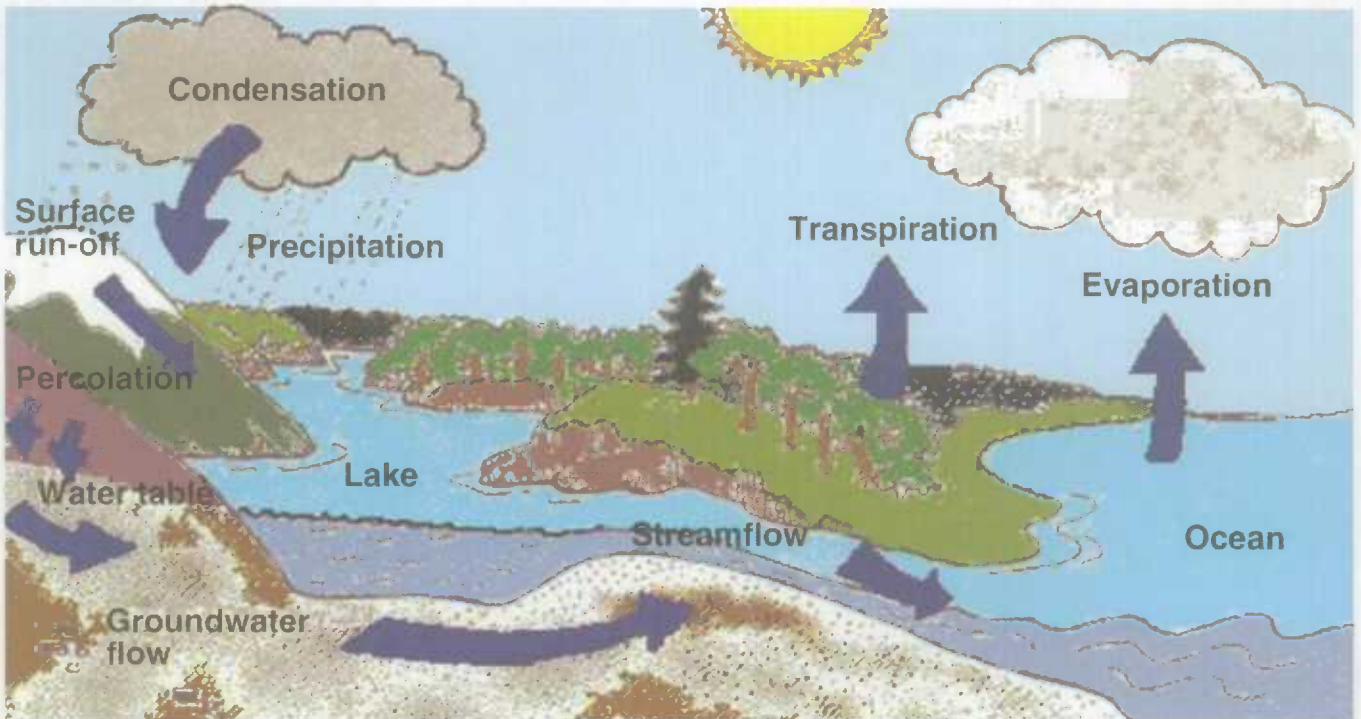 Condensation
Surface
run-off
Precipitation
Transpiration
Evaporation
Percolation
Lake
Water table
Streamflow
Ocean
Groundwater
flow